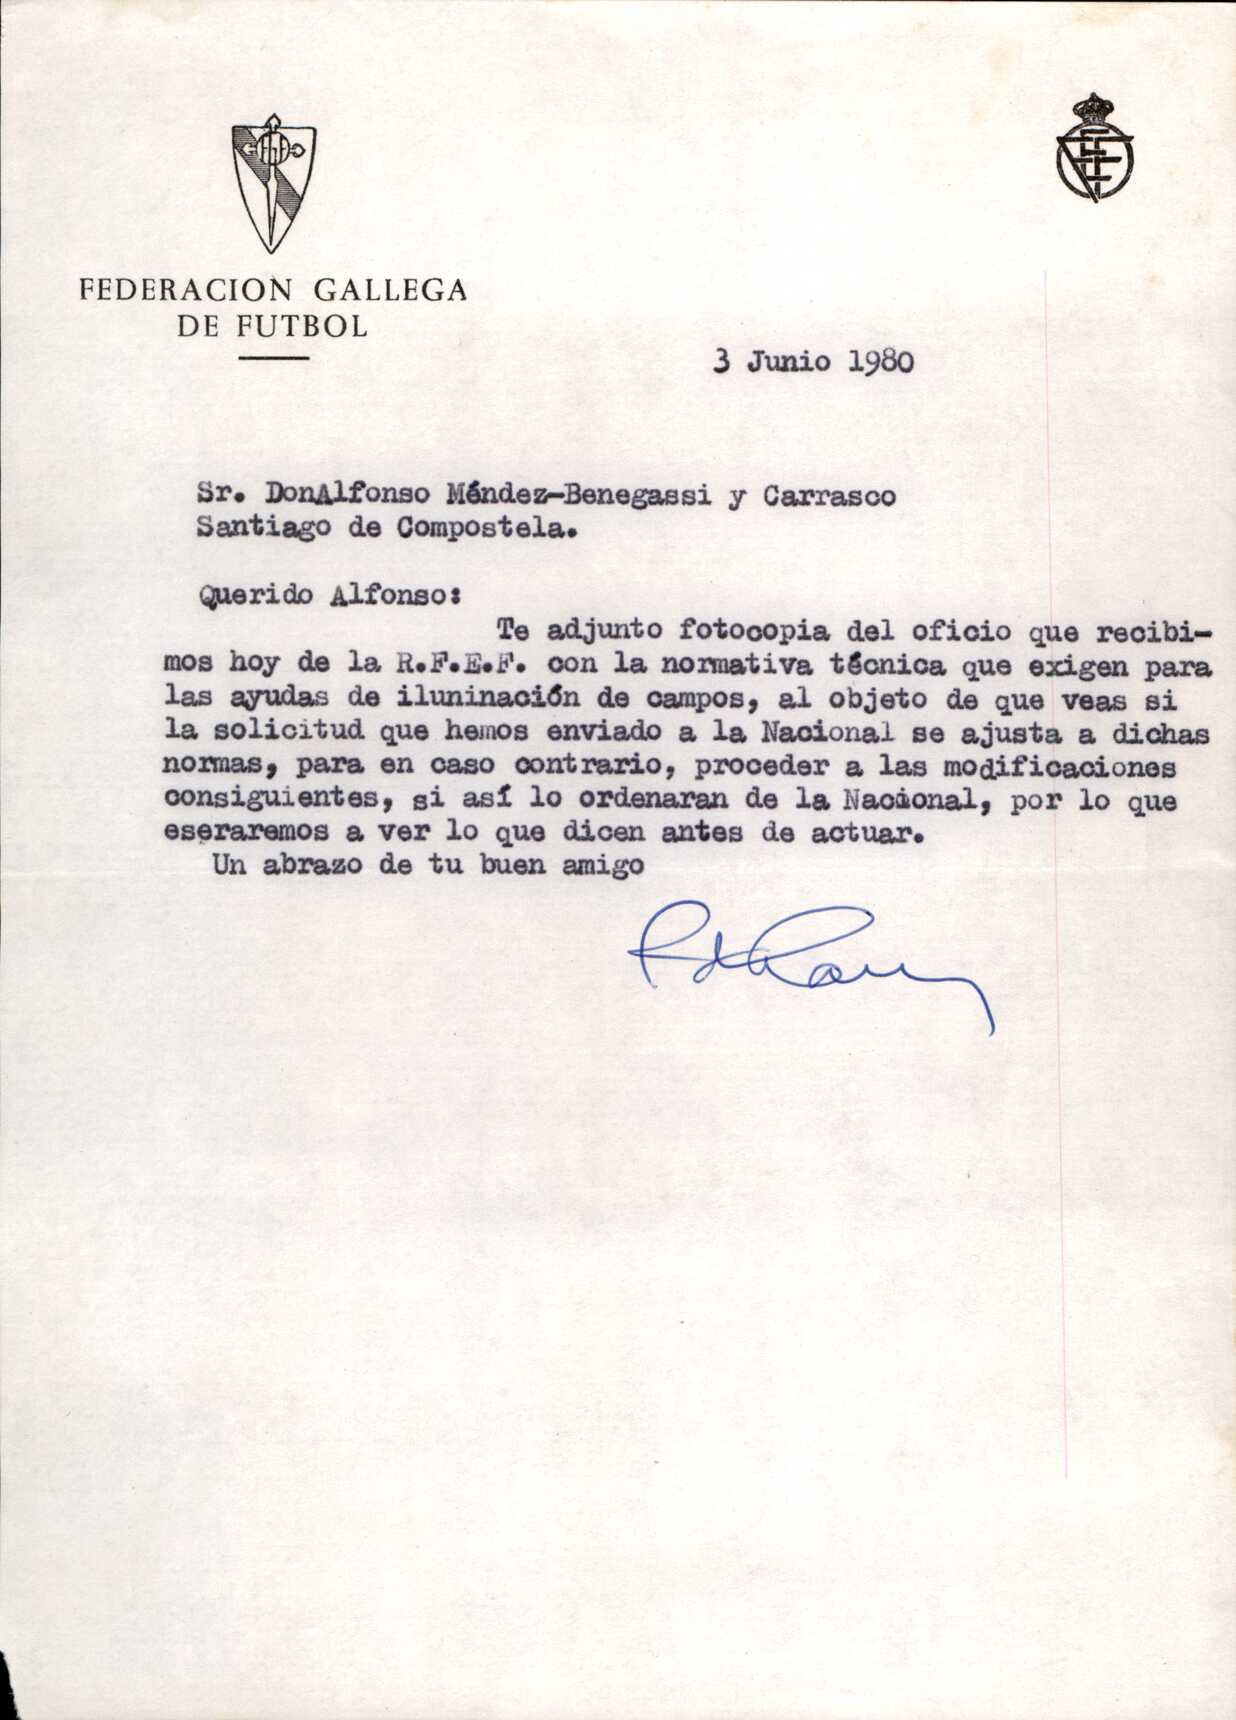 FGF
FEDERACION GALLEGA
DE FUTBOL
3 Junio 1980
Sr. DonAlfonso Méndez-Benegassi y Carrasco
Santiago de Compostela.
Querido Alfonso:
Te adjunto fotocopia del oficio que recibi-
mos hoy de la R.F.E.F. con la normativa técnica que exigen para
las ayudas de iluninación de campos, al objeto de que veas si
la solicitud que hemos enviado a la Nacional se ajusta a dichas
normas, para en caso contrario, proceder a las modificaciones
consiguientes, si así lo ordenaran de la Nacional, por lo que
eseraremos a ver lo que dicen antes de actuar.
Un abrazo de tu buen amigo